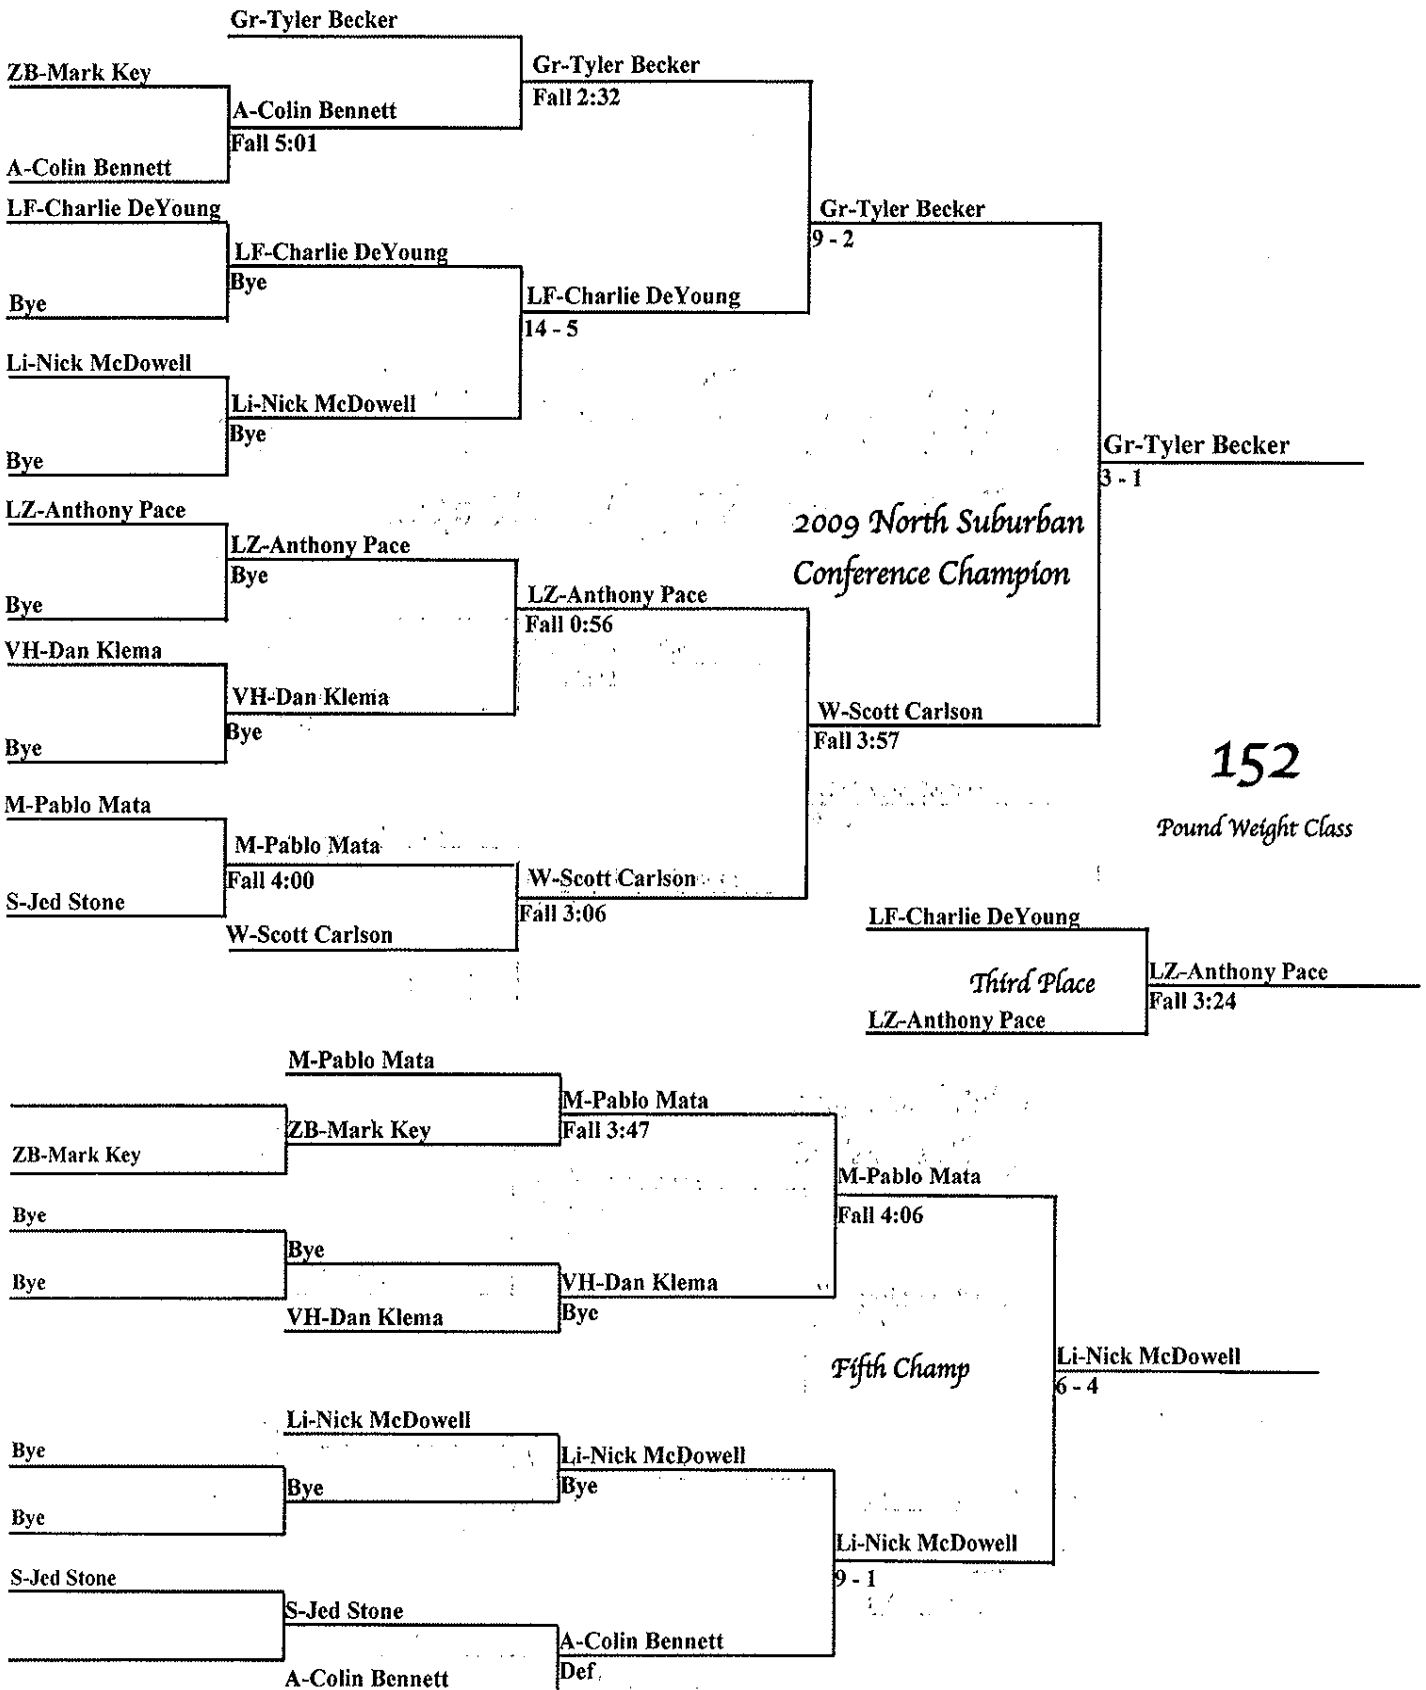 Gr-Tyler Becker
ZB-Mark Key
Gr-Tyler Becker
Fall 2:32
A-Colin Bennett
Fall 5:01
A-Colin Bennett
LF-Charlie DeYoung
Gr-Tyler Becker
9 - 2
LF-Charlie DeYoung
Bye
Bye
LF-Charlie DeYoung
14 - 5
Li-Nick McDowell
Li-Nick McDowell
Bye
Bye
Gr-Tyler Becker
3 - 1
LZ-Anthony Pace
2009 North Suburban
Conference Champion
LZ-Anthony Pace
Bye
Bye
LZ-Anthony Pace
Fall 0:56
VH-Dan Klema
VH-Dan Klema
Bye
Bye
W-Scott Carlson
Fall 3:57
152
Pound Weight Class
M-Pablo Mata
M-Pablo Mata
Fall 4:00
S-Jed Stone
W-Scott Carlson
Fall 3:06
W-Scott Carlson
LF-Charlie DeYoung
Third Place
LZ-Anthony Pace
Fall 3:24
LZ-Anthony Pace
M-Pablo Mata
M-Pablo Mata
Fall 3:47
ZB-Mark Key
ZB-Mark Key
M-Pablo Mata
Fall 4:06
Bye
Bye
Bye
VH-Dan Klema
Bye
VH-Dan Klema
Fifth Champ
Li-Nick McDowell
6 - 4
Li-Nick McDowell
Bye
Li-Nick McDowell
Bye
Bye
Bye
Li-Nick McDowell
9 - 1
S-Jed Stone
S-Jed Stone
A-Colin Bennett
Def
A-Colin Bennett